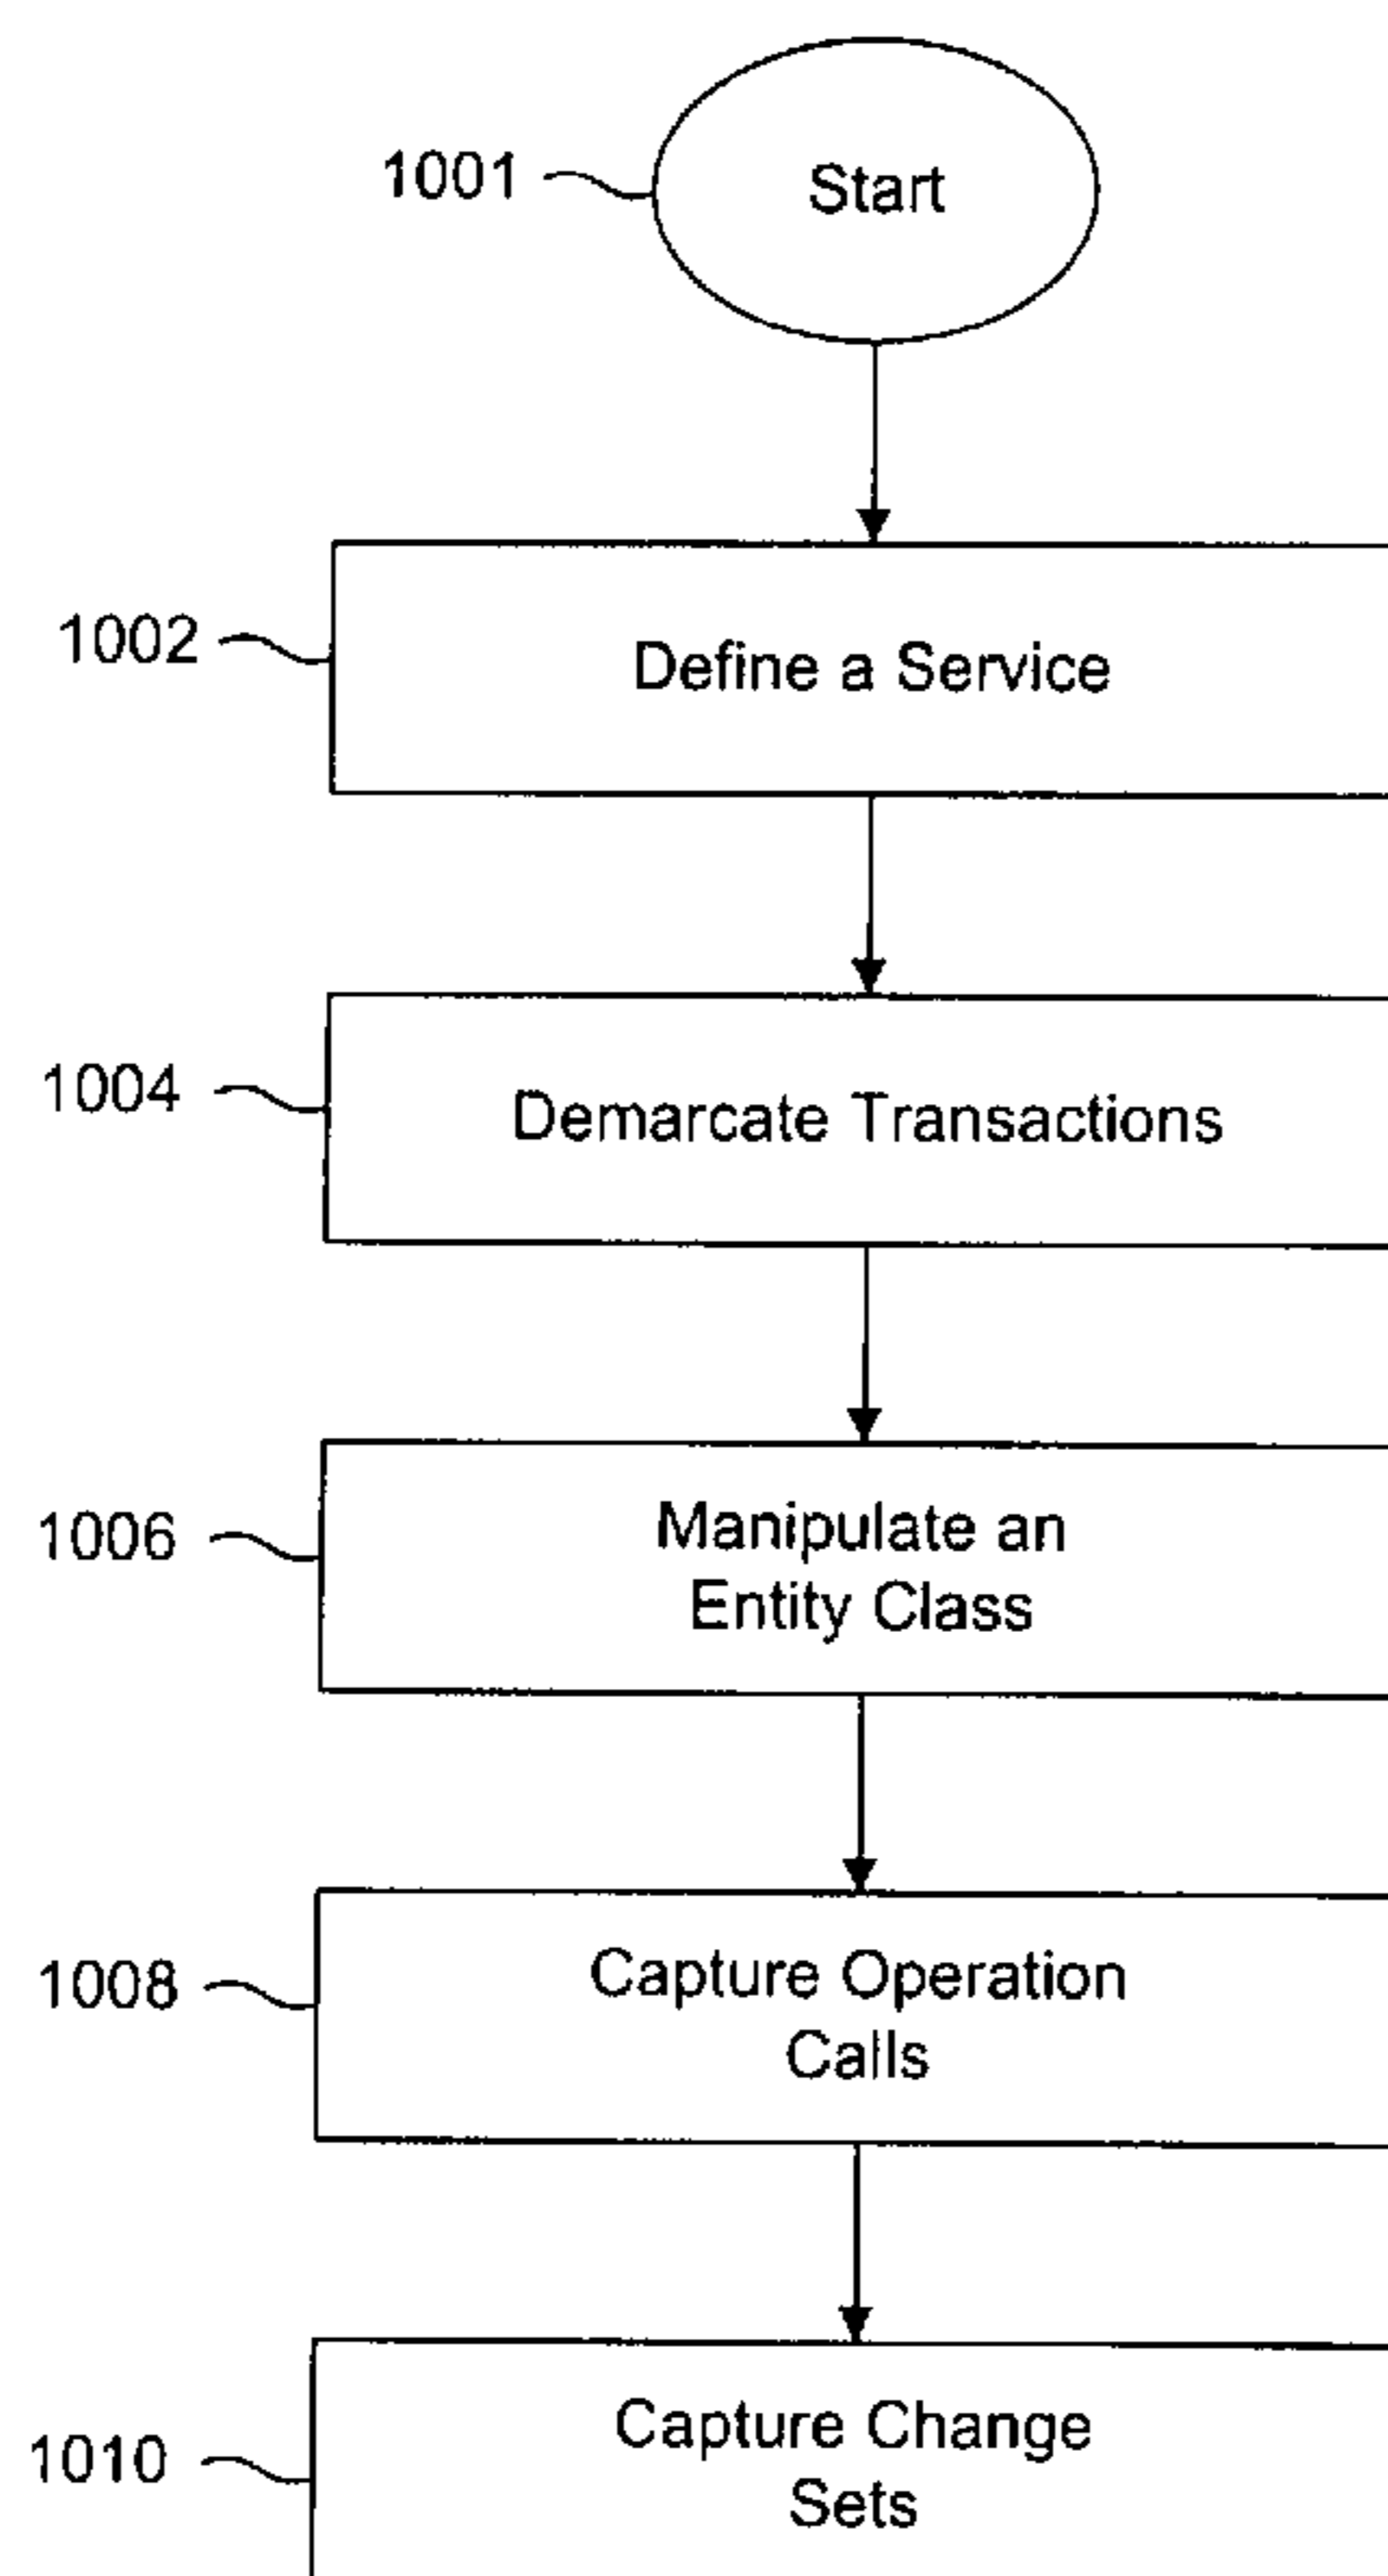 1001
Start
1002
Define a Service
1004
Demarcate Transactions
1006
Manipulate an
Entity Class
1008
Capture Operation
Calls
1010
Capture Change
Sets